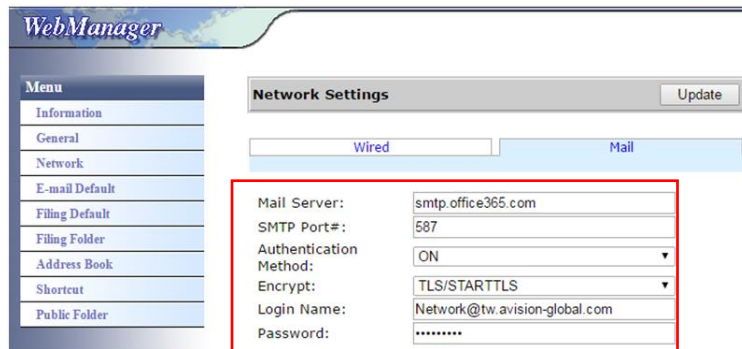 WebManager
Menu
Information
General
Network
E-mail Default
Filing Default
Filing Folder
Address Book
Shortcut
Public Folder
Network Settings
Update
Wired
Mail
Mail Server: smtp.office365.com
SMTP Port#: 587
Authentication
Method: ON
Encrypt: TLS/STARTTLS
Login Name: Network@tw.avision-global.com
Password: •••••••••